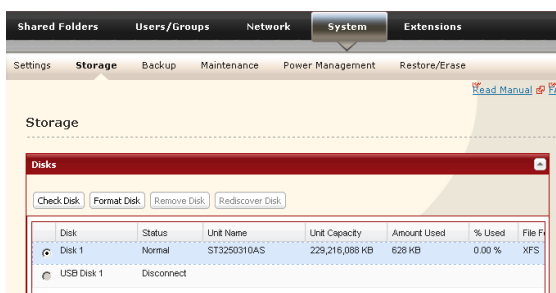 Shared Folders Users/Groups Network System Extensions
Settings Storage Backup Maintenance Power Management Restore/Erase
Read Manual
Storage
Disks
Check Disk Format Disk Remove Disk Rediscover Disk
Disk Status Unit Name Unit Capacity Amount Used % Used File
Disk 1 Normal ST3250310AS 229,216,088 KB 628 KB 0.00 % XFS
USB Disk 1 Disconnect